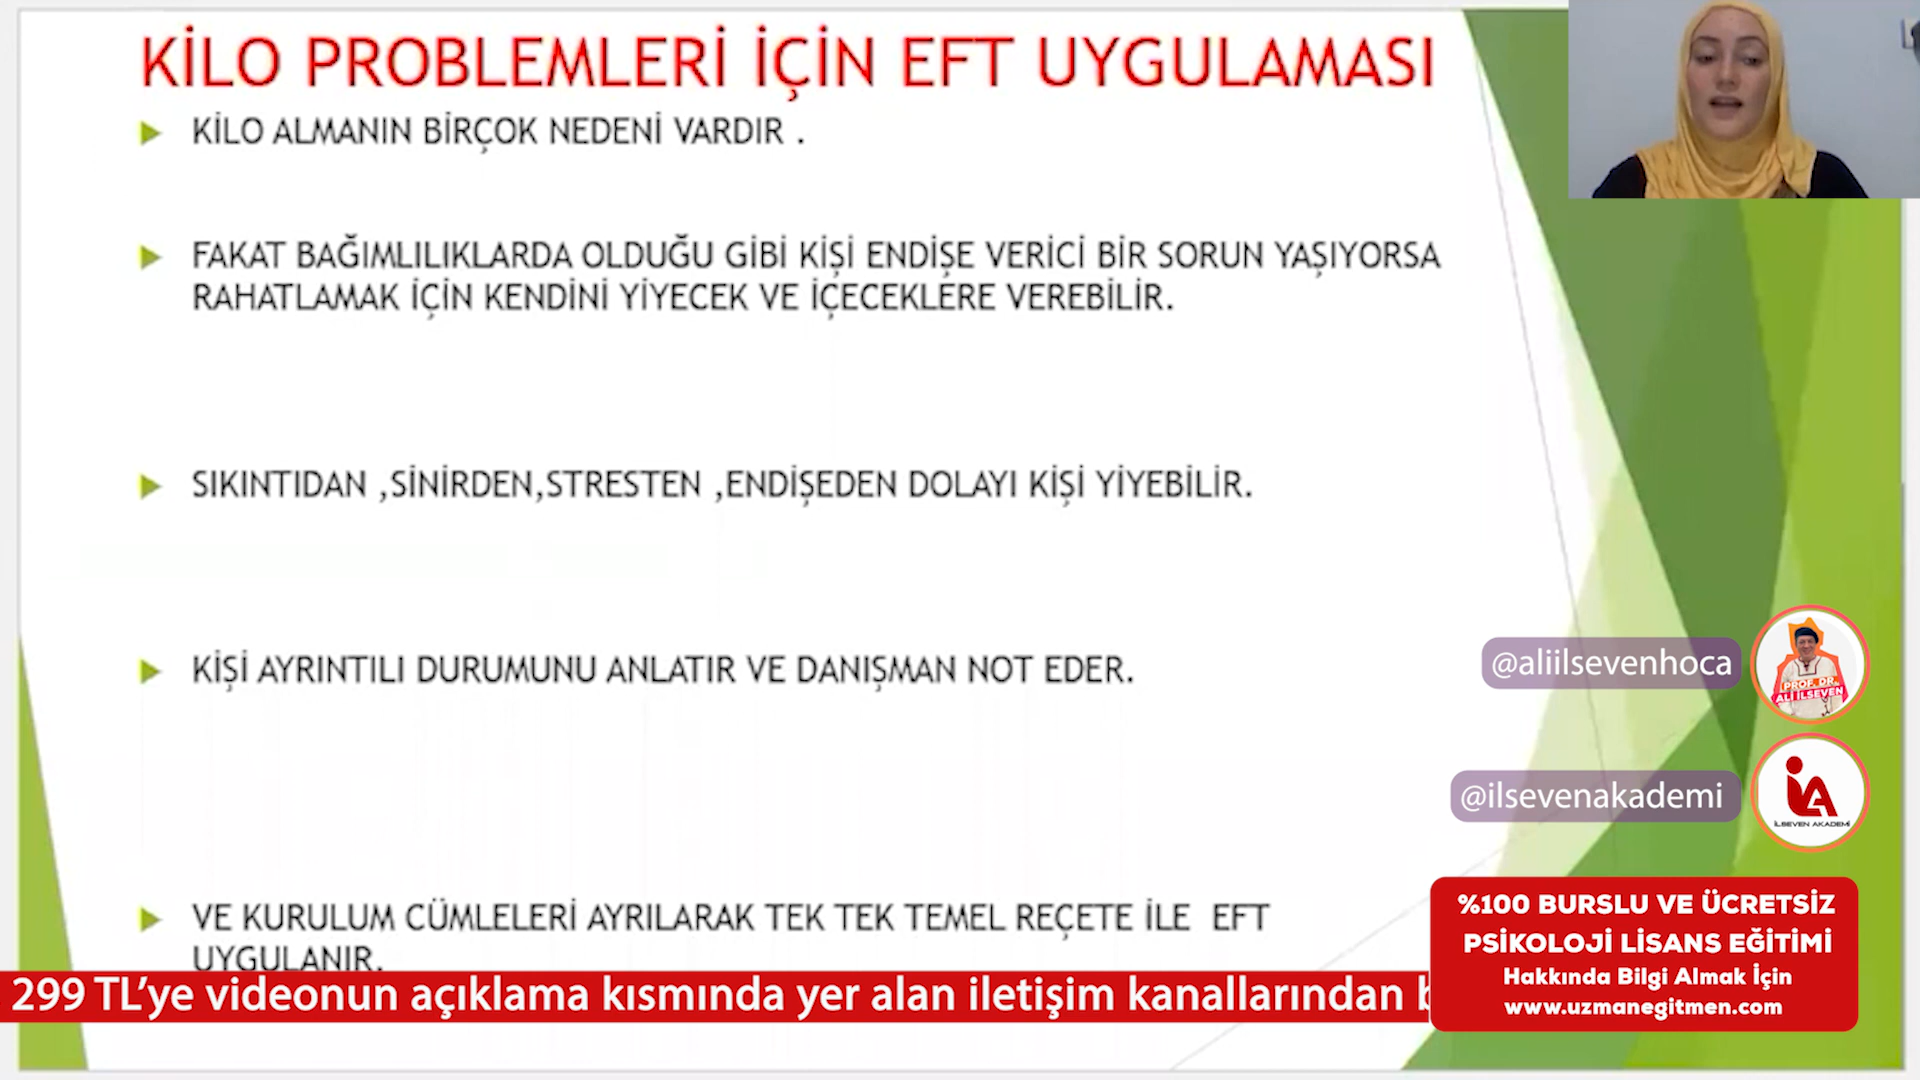 KİLO PROBLEMLERİ İÇİN EFT UYGULAMASI
KİLO ALMANIN BİRÇOK NEDENİ VARDIR .
FAKAT BAĞIMLILIKLARDA OLDUĞU GİBİ KİŞİ ENDİŞE VERİCİ BİR SORUN YAŞIYORSA
RAHATLAMAK İÇİN KENDİNİ YİYECEK VE İÇECEKLERE VEREBİLİR.
SIKINTIDAN ,SİNİRDEN,STRESTEN ,ENDİŞEDEN DOLAYI KİŞİ YİYEBİLİR.
KİŞİ AYRINTILI DURUMUNU ANLATIR VE DANIŞMAN NOT EDER.
VE KURULUM CÜMLELERİ AYRILARAK TEK TEK TEMEL REÇETE İLE EFT
UYGULANIR.
@aliilsevenhoca
PROF. DR.
ALİ İLSEVEN
@ilsevenakademi
İLSEVEN AKADEMİ
%100 BURSLU VE ÜCRETSİZ
PSİKOLOJİ LİSANS EĞİTİMİ
Hakkında Bilgi Almak İçin
www.uzmanegitmen.com
299 TL’ye videonun açıklama kısmında yer alan iletişim kanallarından